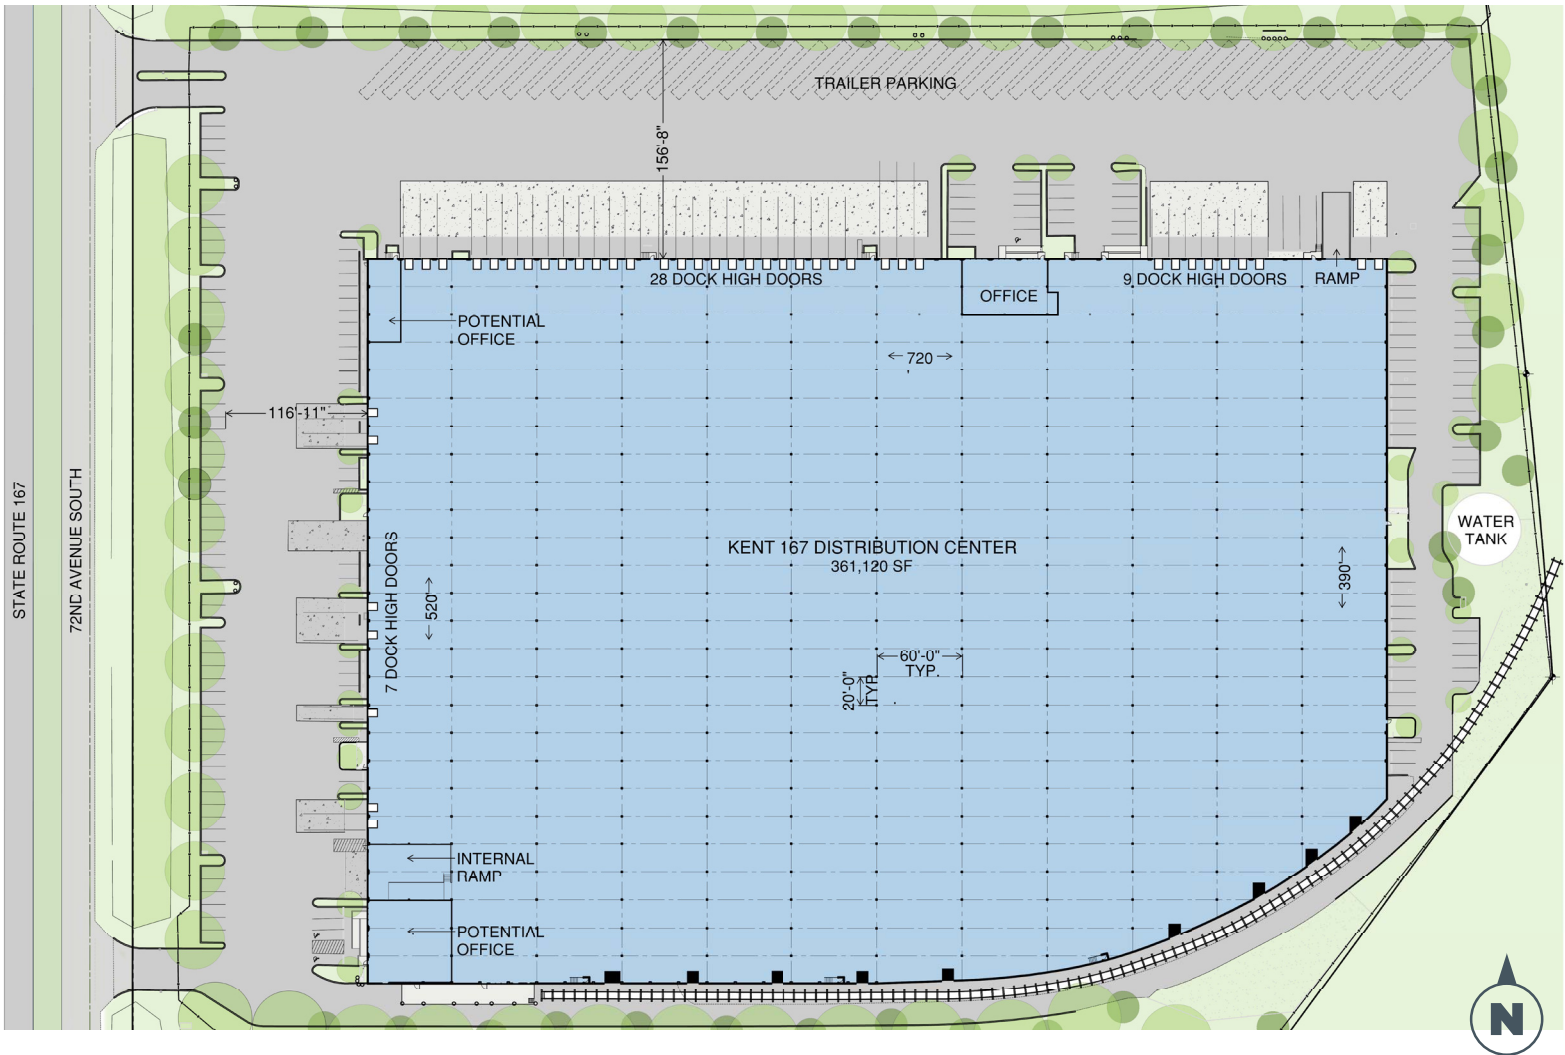 TRAILER PARKING
156'-8"
28 DOCK HIGH DOORS
9 DOCK HIGH DOORS
RAMP
OFFICE
POTENTIAL
OFFICE
720
116'-11"
STATE ROUTE 167
72ND AVENUE SOUTH
7 DOCK HIGH DOORS
520'
KENT 167 DISTRIBUTION CENTER
361,120 SF
390'
WATER
TANK
60'-0"
TYP.
20'-0"
TYP.
INTERNAL
RAMP
POTENTIAL
OFFICE
N